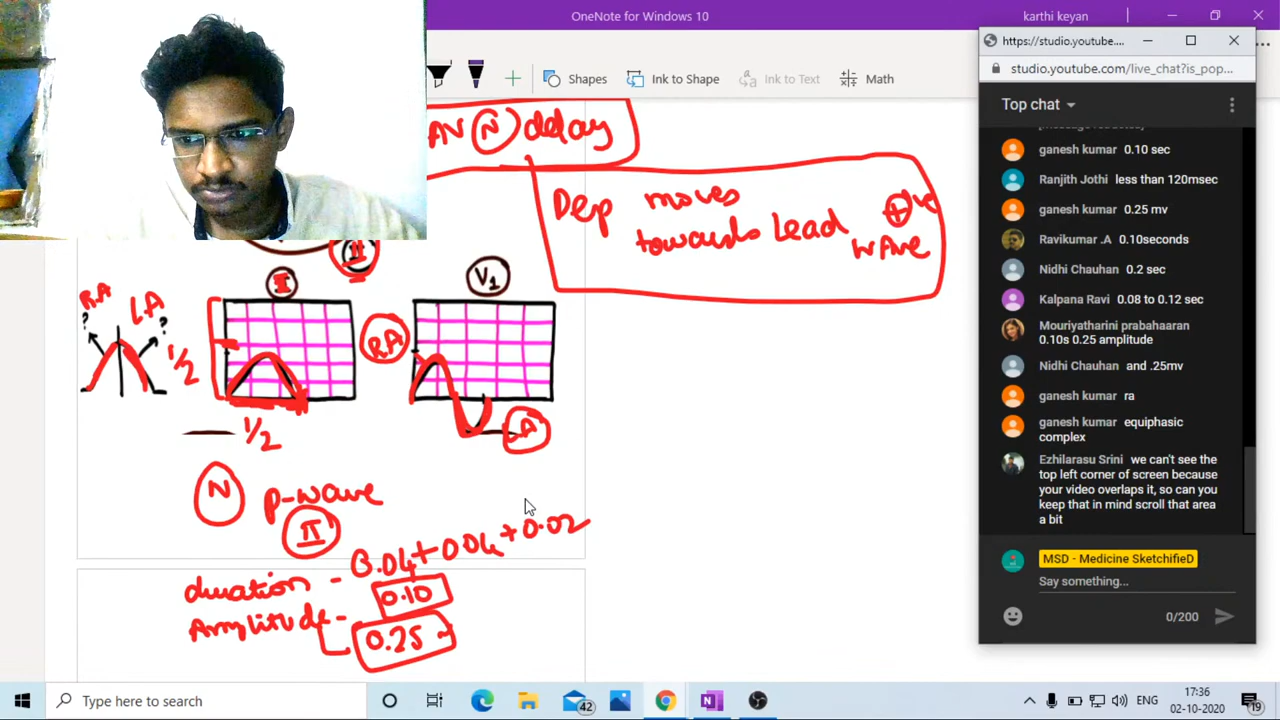 OneNote for Windows 10
karthi keyan
Shapes
Ink to Shape
Ink to Text
Math
https://studio.youtube....
studio.youtube.com/live_chat?is_pop...
Top chat
ganesh kumar 0.10 sec
Ranjith Jothi less than 120msec
ganesh kumar 0.25 mv
Ravikumar .A 0.10seconds
Nidhi Chauhan 0.2 sec
Kalpana Ravi 0.08 to 0.12 sec
Mouriyatharini prabahaaran
0.10s 0.25 amplitude
Nidhi Chauhan and .25mv
ganesh kumar ra
ganesh kumar equiphasic
complex
Ezhilarasu Srini we can't see the
top left corner of screen because
your video overlaps it, so can you
keep that in mind scroll that area
a bit
MSD - Medicine SketchifieD
Say something...
0/200
AV N delay
Dep moves
towards Lead +ve
wAve
II
I
V1
R.A L.A
? ?
1/2
RA
LA
1/2
N p-wave
II
duration - 0.04+0.04+0.02
0.10
Amplitude -
0.25
Type here to search
42
17:36
02-10-2020
19